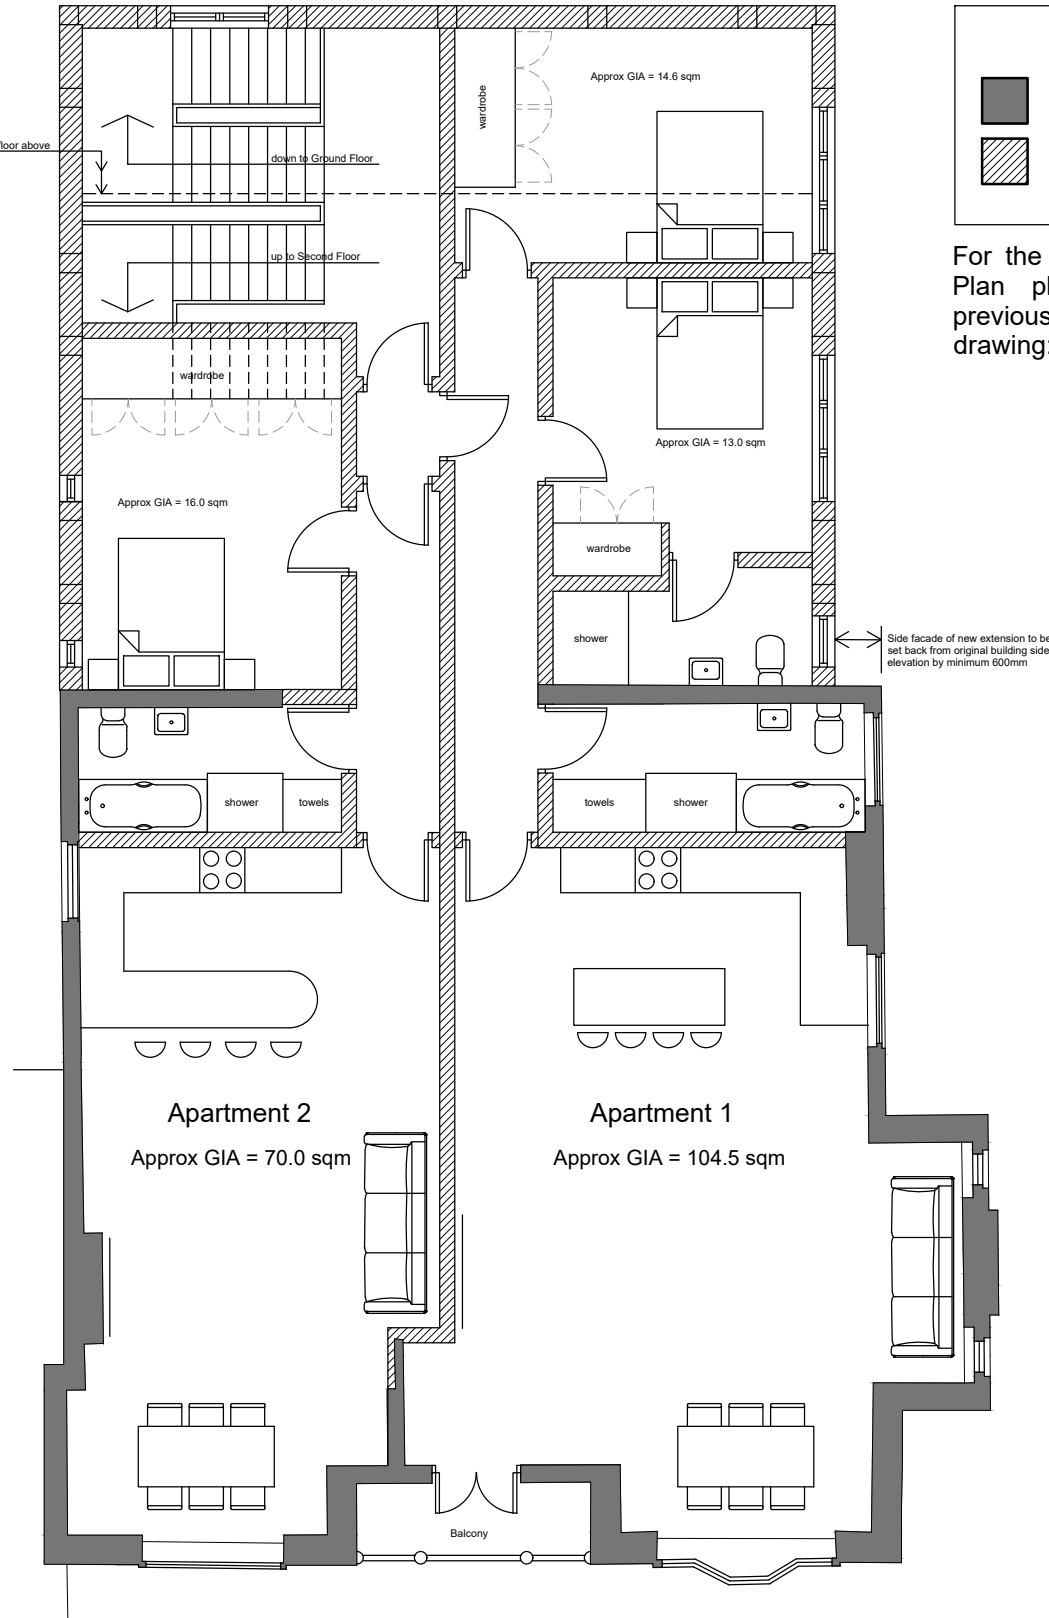 Approx GIA = 14.6 sqm
wardrobe
floor above
down to Ground Floor
up to Second Floor
For the
Plan pl
previous
drawing:
wardrobe
Approx GIA = 13.0 sqm
Approx GIA = 16.0 sqm
wardrobe
shower
Side facade of new extension to be
set back from original building side
elevation by minimum 600mm
shower
towels
towels
shower
Apartment 2
Approx GIA = 70.0 sqm
Apartment 1
Approx GIA = 104.5 sqm
Balcony